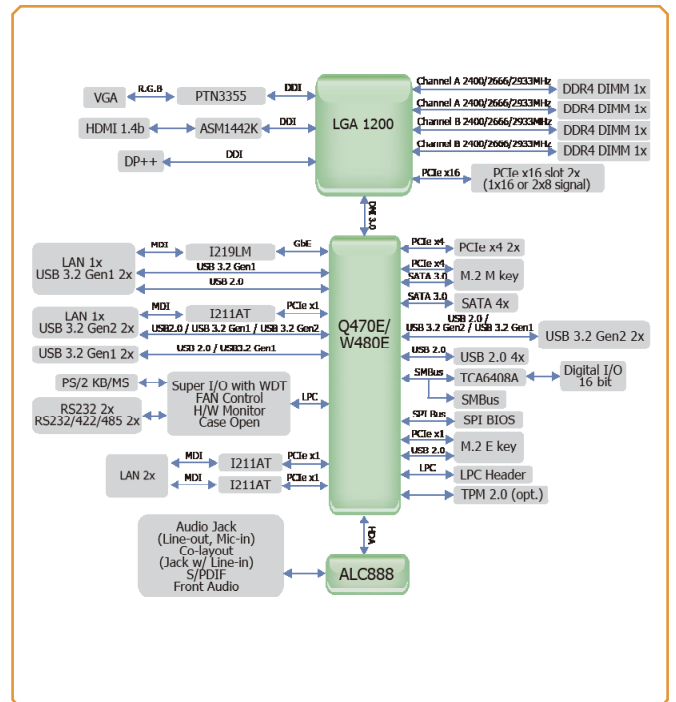 VGA
R.G.B
PTN3355
DDI
HDMI 1.4b
ASM1442K
DDI
DP++
DDI
LGA 1200
Channel A 2400/2666/2933MHz
DDR4 DIMM 1x
Channel A 2400/2666/2933MHz
DDR4 DIMM 1x
Channel B 2400/2666/2933MHz
DDR4 DIMM 1x
Channel B 2400/2666/2933MHz
DDR4 DIMM 1x
PCIe x16
PCIe x16 slot 2x
(1x16 or 2x8 signal)
DMI 3.0
LAN 1x
USB 3.2 Gen1 2x
MDI
I219LM
GbE
USB 3.2 Gen1
USB 2.0
LAN 1x
USB 3.2 Gen2 2x
MDI
I211AT
PCIe x1
USB2.0 / USB 3.2 Gen1 / USB 3.2 Gen2
USB 3.2 Gen1 2x
USB 2.0 / USB3.2 Gen1
PS/2 KB/MS
RS232 2x
RS232/422/485 2x
Super I/O with WDT
FAN Control
H/W Monitor
Case Open
LPC
LAN 2x
MDI
I211AT
PCIe x1
MDI
I211AT
PCIe x1
Q470E/
W480E
PCIe x4
PCIe x4 2x
PCIe x4
SATA 3.0
M.2 M key
SATA 3.0
SATA 4x
USB 2.0 /
USB 3.2 Gen2 / USB 3.2 Gen1
USB 3.2 Gen2 2x
USB 2.0
USB 2.0 4x
SMBus
TCA6408A
Digital I/O
16 bit
SMBus
SPI Bus
SPI BIOS
PCIe x1
USB 2.0
M.2 E key
LPC
LPC Header
TPM 2.0 (opt.)
HDA
Audio Jack
(Line-out, Mic-in)
Co-layout
(Jack w/ Line-in)
S/PDIF
Front Audio
ALC888